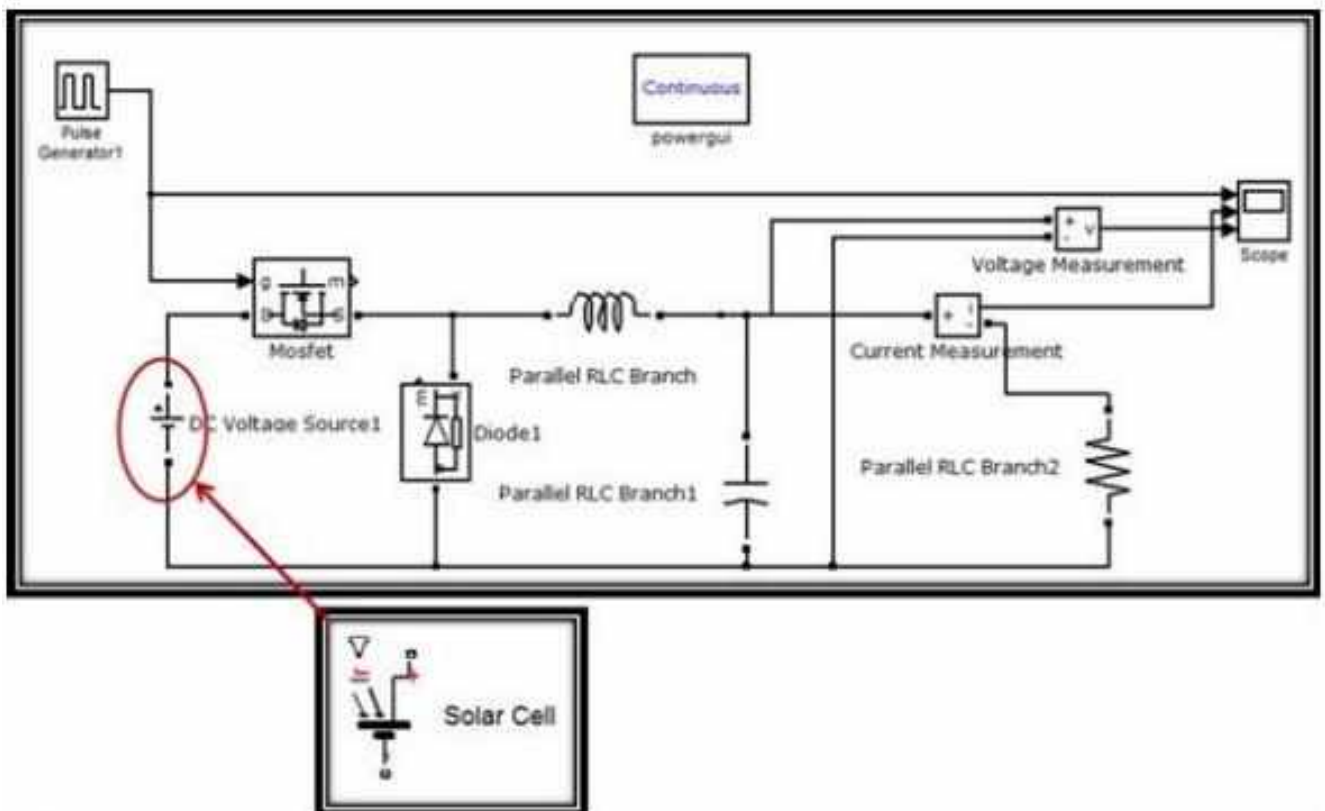 Continuous
powergui
Pulse
Generator1
Scope
Voltage Measurement
g
m
D
S
Mosfet
+
-
v
+
i
-
Current Measurement
Parallel RLC Branch
DC Voltage Source1
+
m
Diode1
Parallel RLC Branch1
Parallel RLC Branch2
Solar Cell